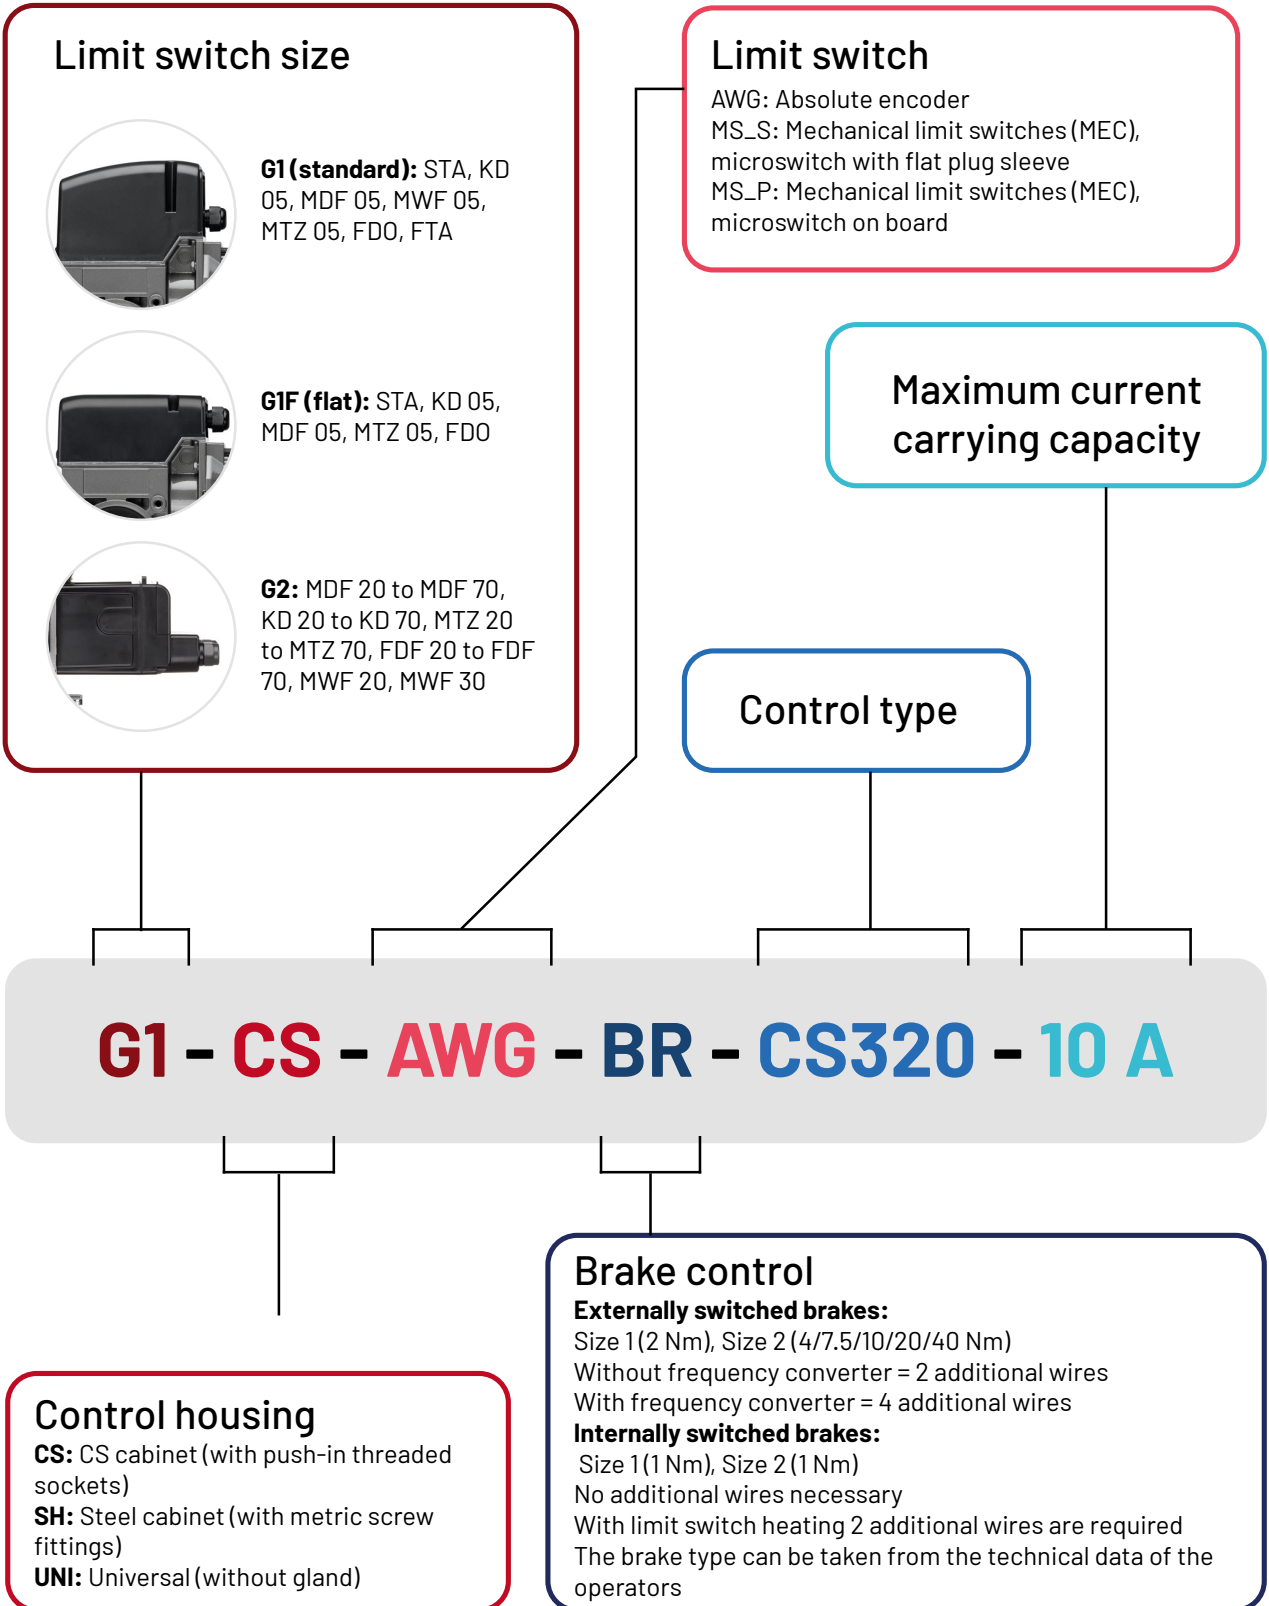 Limit switch size
G1 (standard): STA, KD
05, MDF 05, MWF 05,
MTZ 05, FDO, FTA
G1F (flat): STA, KD 05,
MDF 05, MTZ 05, FDO
G2: MDF 20 to MDF 70,
KD 20 to KD 70, MTZ 20
to MTZ 70, FDF 20 to FDF
70, MWF 20, MWF 30
Limit switch
AWG: Absolute encoder
MS_S: Mechanical limit switches (MEC),
microswitch with flat plug sleeve
MS_P: Mechanical limit switches (MEC),
microswitch on board
Maximum current
carrying capacity
Control type
G1 - CS - AWG - BR - CS320 - 10 A
Control housing
CS: CS cabinet (with push-in threaded
sockets)
SH: Steel cabinet (with metric screw
fittings)
UNI: Universal (without gland)
Brake control
Externally switched brakes:
Size 1 (2 Nm), Size 2 (4/7.5/10/20/40 Nm)
Without frequency converter = 2 additional wires
With frequency converter = 4 additional wires
Internally switched brakes:
Size 1 (1 Nm), Size 2 (1 Nm)
No additional wires necessary
With limit switch heating 2 additional wires are required
The brake type can be taken from the technical data of the
operators